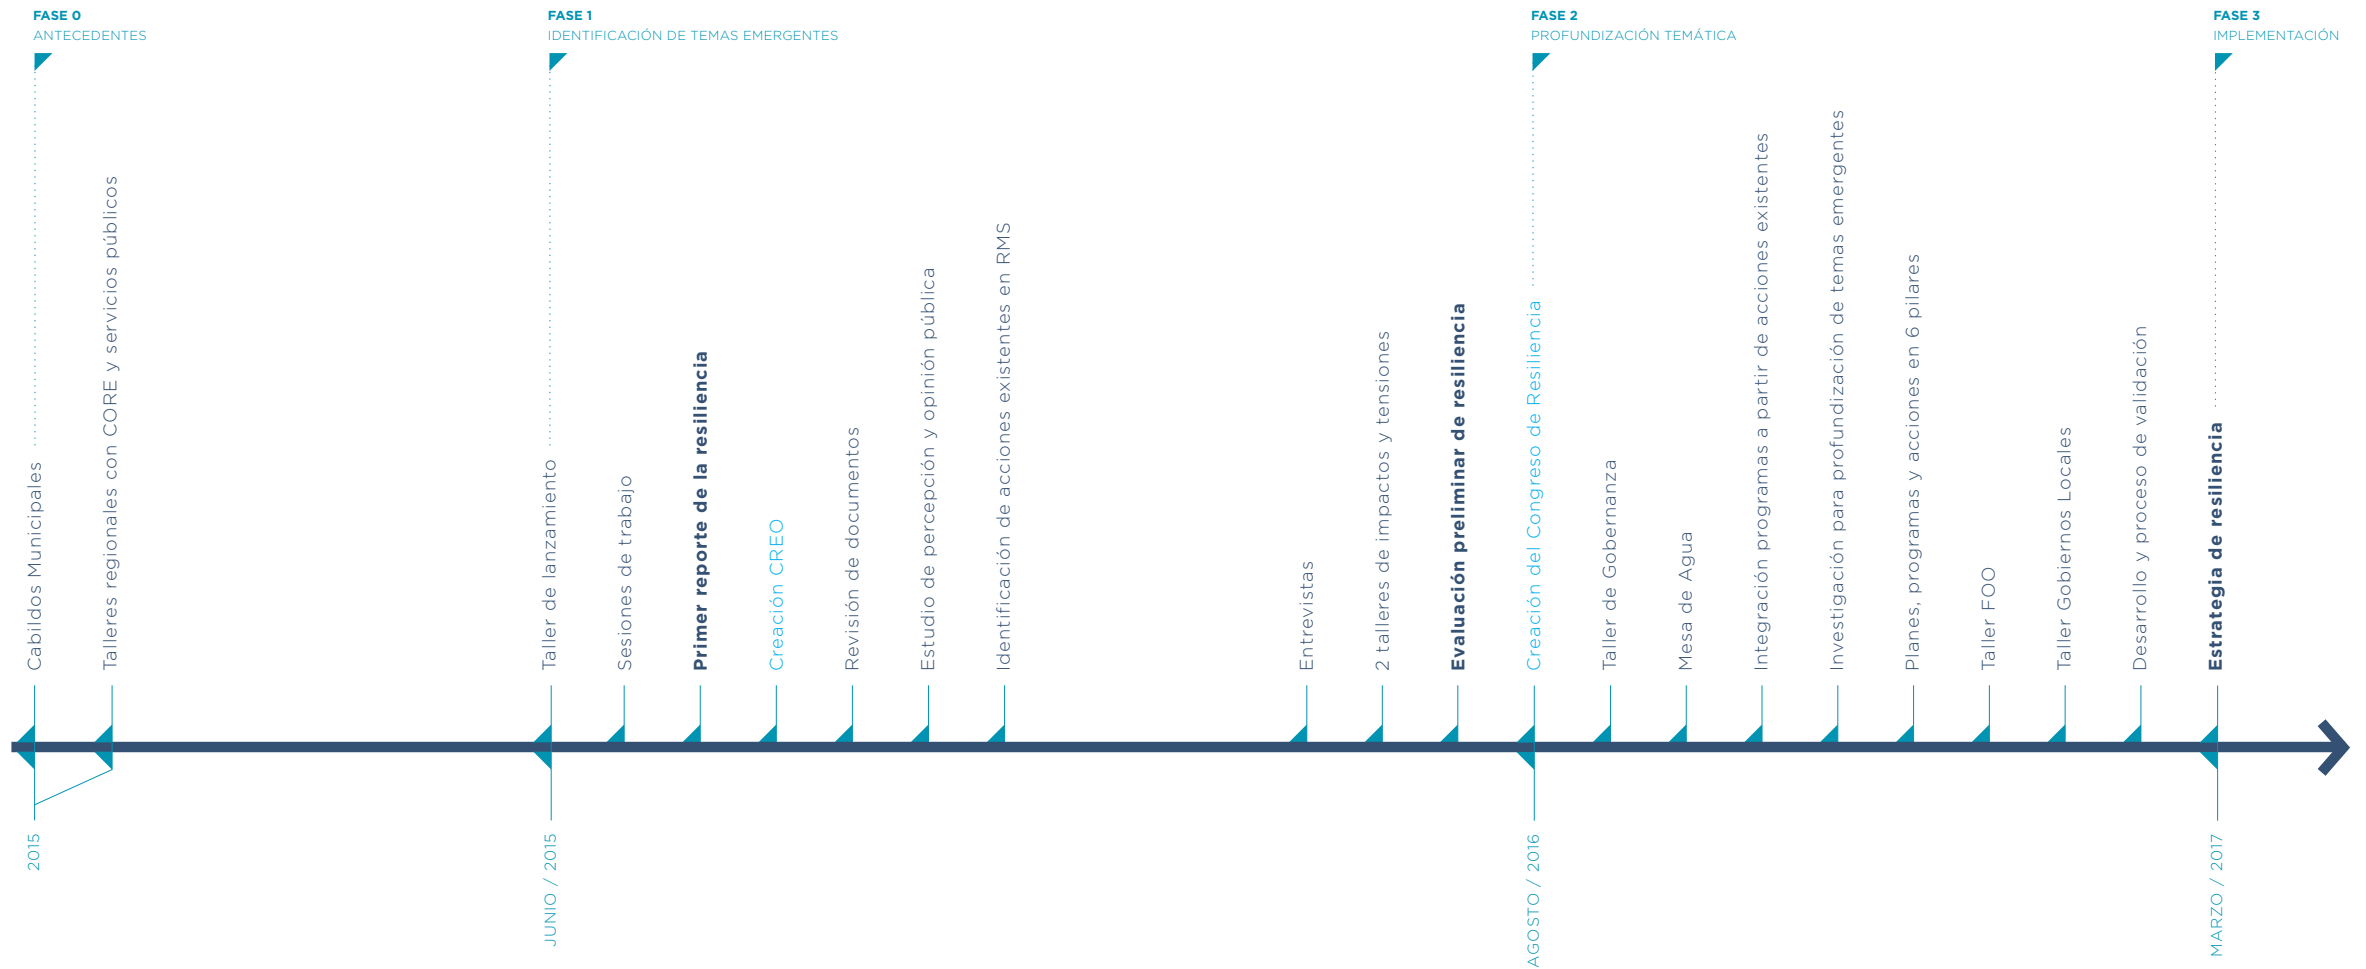 FASE 0
ANTECEDENTES
FASE 1
IDENTIFICACIÓN DE TEMAS EMERGENTES
FASE 2
PROFUNDIZACIÓN TEMÁTICA
FASE 3
IMPLEMENTACIÓN
Cabildos Municipales
Talleres regionales con CORE y servicios públicos
Taller de lanzamiento
Sesiones de trabajo
Primer reporte de la resiliencia
Creación CREO
Revisión de documentos
Estudio de percepción y opinión pública
Identificación de acciones existentes en RMS
Entrevistas
2 talleres de impactos y tensiones
Evaluación preliminar de resiliencia
Creación del Congreso de Resiliencia
Taller de Gobernanza
Mesa de Agua
Integración programas a partir de acciones existentes
Investigación para profundización de temas emergentes
Planes, programas y acciones en 6 pilares
Taller FOO
Taller Gobiernos Locales
Desarrollo y proceso de validación
Estrategia de resiliencia
2015
JUNIO / 2015
AGOSTO / 2016
MARZO / 2017